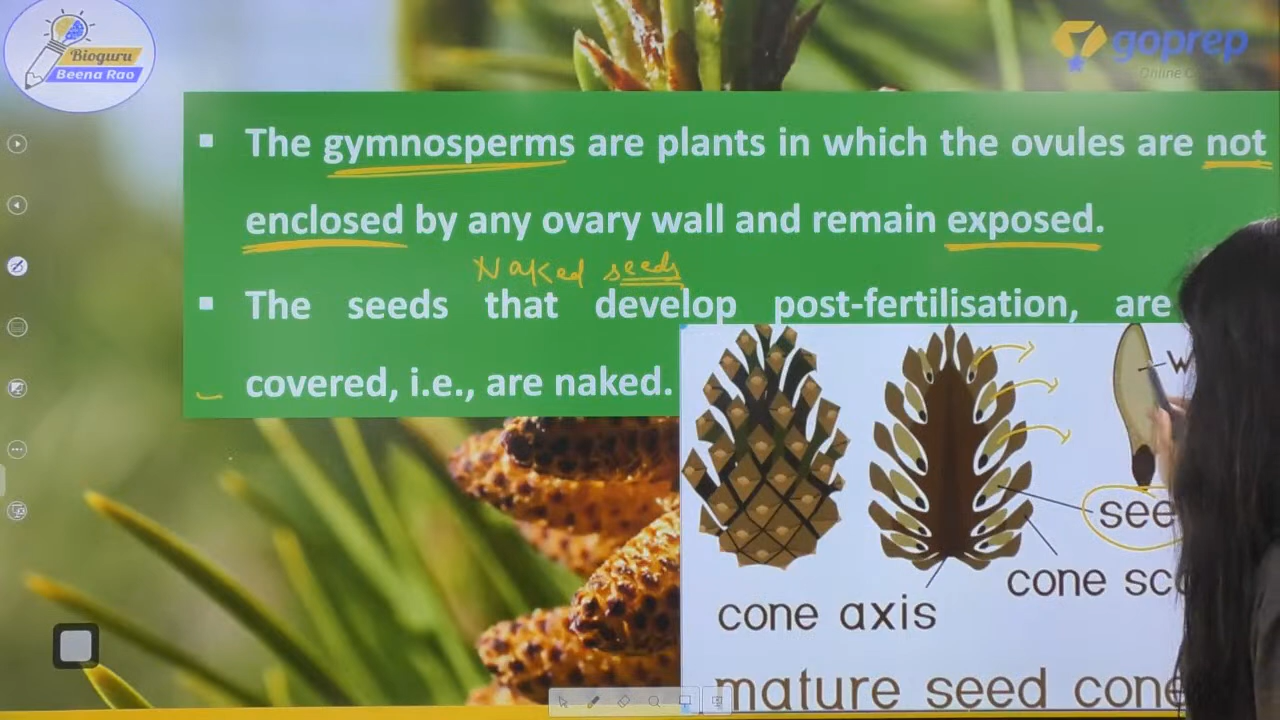 Bioguru
Beena Rao
goprep
Online
The gymnosperms are plants in which the ovules are not
enclosed by any ovary wall and remain exposed.
Naked seeds
The seeds that develop post-fertilisation, are
covered, i.e., are naked.
cone axis
mature seed cone